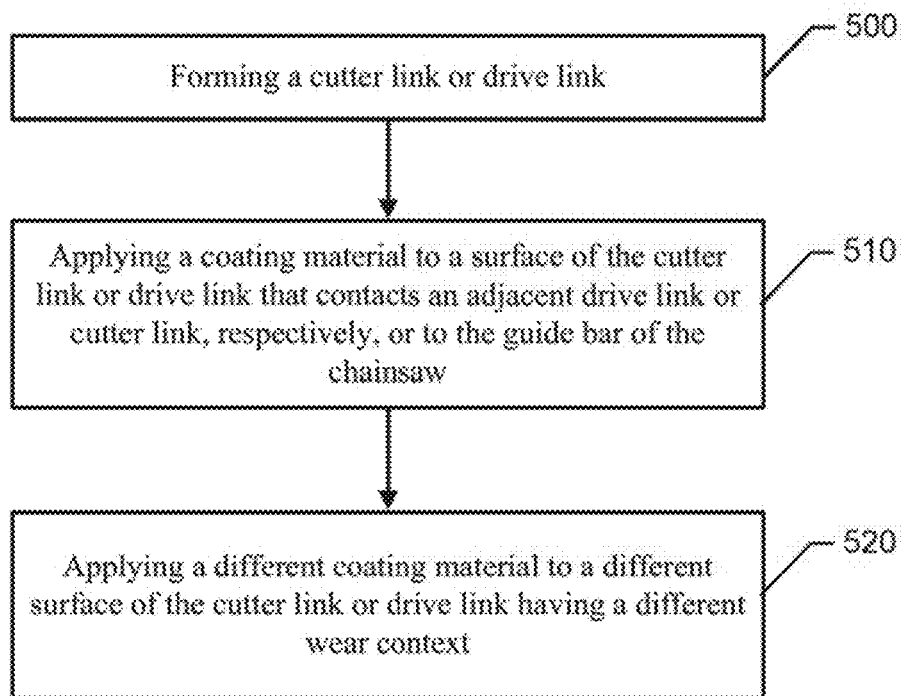 500
Forming a cutter link or drive link
510
Applying a coating material to a surface of the cutter
link or drive link that contacts an adjacent drive link or
cutter link, respectively, or to the guide bar of the
chainsaw
520
Applying a different coating material to a different
surface of the cutter link or drive link having a different
wear context